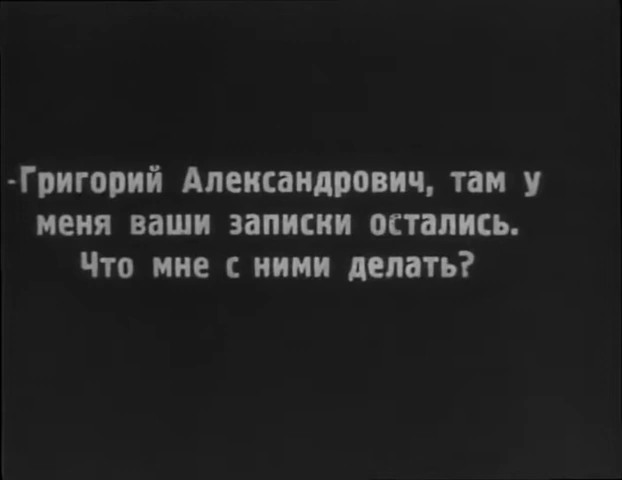 -Григорий Александрович, там у
меня ваши записки остались.
Что мне с ними делать?